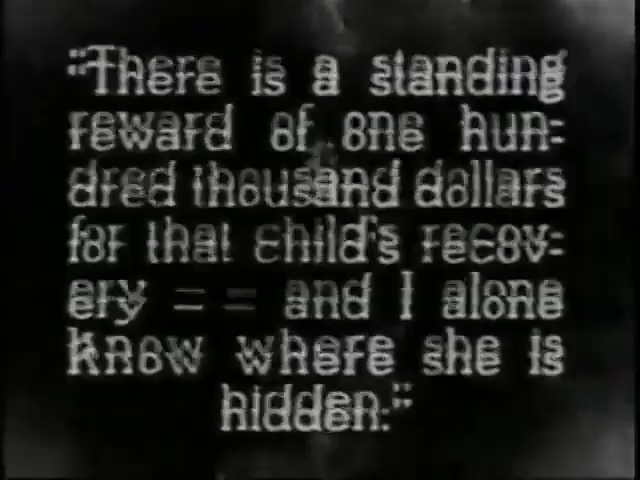 "There is a standing
reward of one hun-
dred thousand dollars
for that child's recov-
ery -- and I alone
know where she is
hidden."